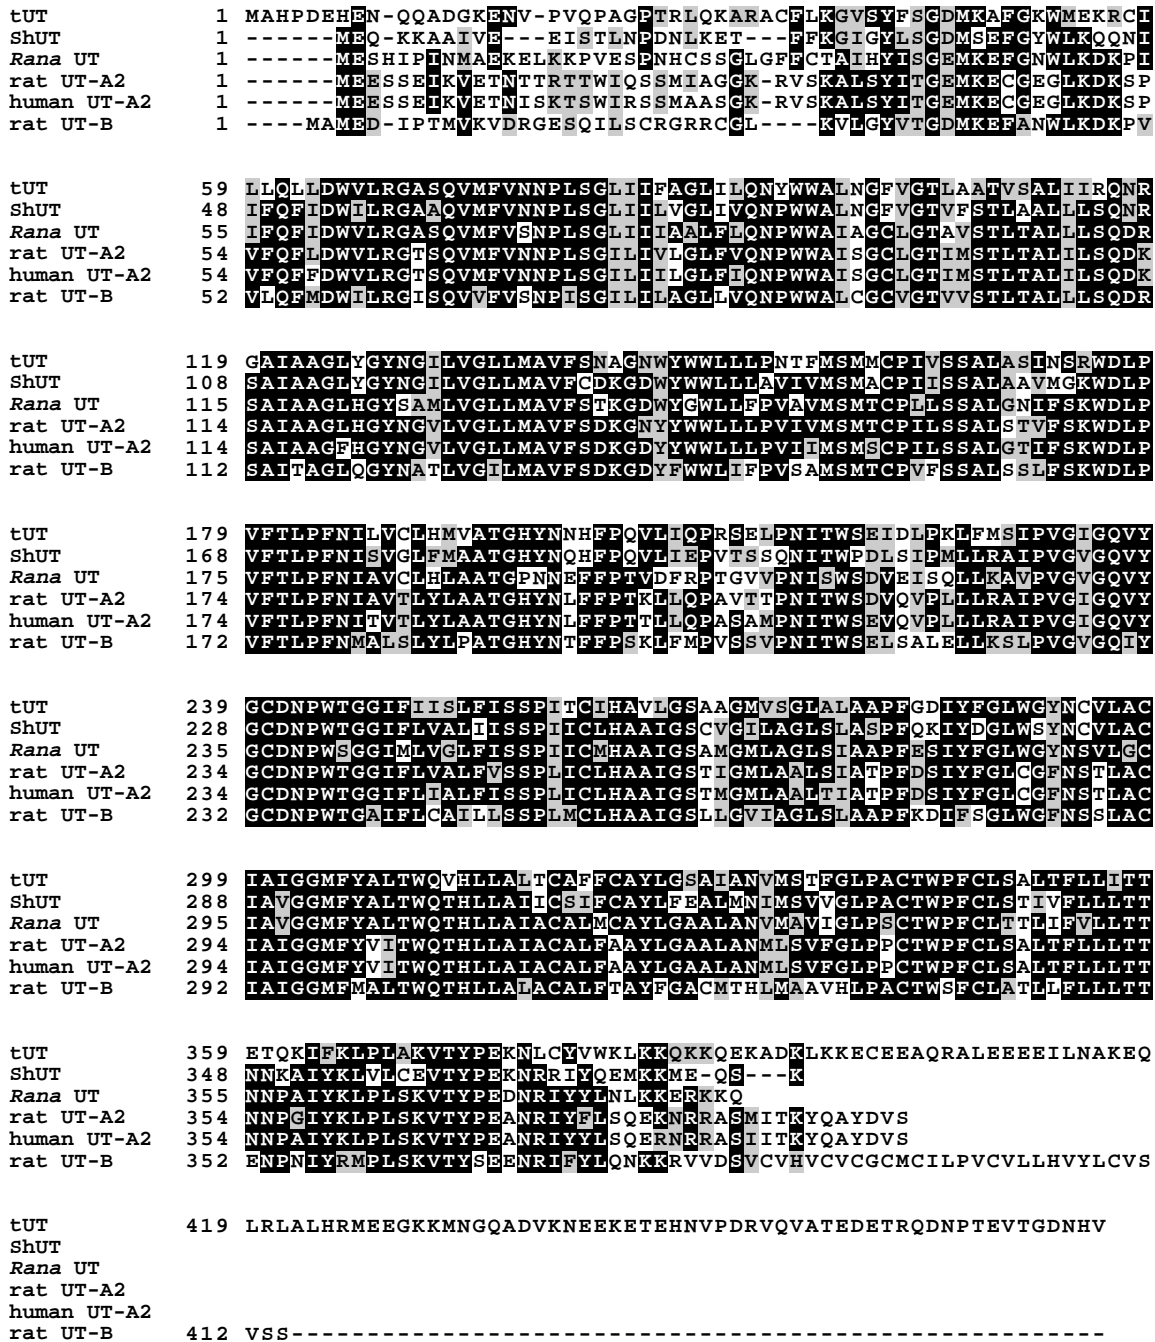 tUT 1 MAHPDEHEN-QQADGKENV-PVQPAGPTRLQKARACFLKGVSYFSGDMKAFGKWMEKRCI
ShUT 1 ------MEQ-KKAAIVE---EISTLNPDNLKET---FFKGIGYLSGDMSEFGYWLKQQNI
Rana UT 1 ------MESHIPINMAEKELKKPVESPNHCSSGLGFFCTAIHYISGEMKEFGNWLKDKPI
rat UT-A2 1 ------MEESSEIKVETNTTRTTWIQSSMIAGGK-RVSKALSYITGEMKECGEGLKDKSP
human UT-A2 1 ------MEESSEIKVETNISKTSWIRSSMAASGK-RVSKALSYITGEMKECGEGLKDKSP
rat UT-B 1 ----MAMED-IPTMVKVDRGESQILSCRGRRCGL----KVLGYVTGDMKEFANWLKDKPV
tUT 59 LLQLLDWVLRGASQVMFVNNPLSGLIIFAGLILQNYWWALNGFVGTLAATVSALIIRQNR
ShUT 48 IFQFIDWILRGAAQVMFVNNPLSGLIILVGLIVQNPWWALNGFVGTVFSTLAALLLSQNR
Rana UT 55 IFQFIDWVLRGASQVMFVSNPLSGLIIIAALFLQNPWWAIAGCLGTAVSTLTALLLSQDR
rat UT-A2 54 VFQFLDWVLRGTSQVMFVNNPLSGILIVLGLFVQNPWWAISGCLGTIMSTLTALILSQDK
human UT-A2 54 VFQFFDWVLRGTSQVMFVNNPLSGILIILGLFIQNPWWAISGCLGTIMSTLTALILSQDK
rat UT-B 52 VLQFMDWILRGISQVVFVSNPISGILILAGLLVQNPWWALCGCVGTVVSTLTALLLSQDR
tUT 119 GAIAAGLYGYNGILVGLLMAVFSNAGNWYWWLLLPNTFMSMMCPIVSSALASINSRWDLP
ShUT 108 SAIAAGLYGYNGILVGLLMAVFCDKGDWYWWLLLAVIVMSMACPIISSALAAVMGKWDLP
Rana UT 115 SAIAAGLHGYSAMLVGLLMAVFSTKGDWYGWLLFPVAVMSMTCPLLSSALGNIFSKWDLP
rat UT-A2 114 SAIAAGLHGYNGVLVGLLMAVFSDKGNYYWWLLLPVIVMSMTCPILSSALSTVFSKWDLP
human UT-A2 114 SAIAAGFHGYNGVLVGLLMAVFSDKGDYYWWLLLPVIIMSMSCPILSSALGTIFSKWDLP
rat UT-B 112 SAITAGLQGYNATLVGILMAVFSDKGDYFWWLIFPVSAMSMTCPVFSSALSSLFSKWDLP
tUT 179 VFTLPFNILVCLHMVATGHYNNHFPQVLIQPRSELPNITWSEIDLPKLFMSIPVGIGQVY
ShUT 168 VFTLPFNISVGLFMAATGHYNQHFPQVLIEPVTSSQNITWPDLSIPMLLRAIPVGVGQVY
Rana UT 175 VFTLPFNIAVCLHLAATGPNNEFFPTVDFRPTGVVPNISWSDVEISQLLKAVPVGVGQVY
rat UT-A2 174 VFTLPFNIAVTLYLAATGHYNLFFPTKLLQPAVTTPNITWSDVQVPLLLRAIPVGIGQVY
human UT-A2 174 VFTLPFNITVTLYLAATGHYNLFFPTTLLQPASAMPNITWSEVQVPLLLRAIPVGIGQVY
rat UT-B 172 VFTLPFNMALSLYLPATGHYNTFFPSKLFMPVSSVPNITWSELSALELLKSLPVGVGQIY
tUT 239 GCDNPWTGGIFIISLFISSPITCIHAVLGSAAGMVSGLALAAPFGDIYFGLWGYNCVLAC
ShUT 228 GCDNPWTGGIFLVALIISSPIICLHAAIGSCVGILAGLSLASPFQKIYDGLWSYNCVLAC
Rana UT 235 GCDNPWSGGIMLVGLFISSPIICMHAAIGSAMGMLAGLSIAAPFESIYFGLWGYNSVLGC
rat UT-A2 234 GCDNPWTGGIFLVALFVSSPLICLHAAIGSTIGMLAALSIATPFDSIYFGLCGFNSTLAC
human UT-A2 234 GCDNPWTGGIFLIALFISSPLICLHAAIGSTMGMLAALTIATPFDSIYFGLCGFNSTLAC
rat UT-B 232 GCDNPWTGAIFLCAILLSSPLMCLHAAIGSLLGVIAGLSLAAPFKDIFSGLWGFNSSLAC
tUT 299 IAIGGMFYALTWQVHLLALTCAFFCAYLGSAIANVMSTFGLPACTWPFCLSALTFLLITT
ShUT 288 IAVGGMFYALTWQTHLLAIICSIFCAYLFEALMNIMSVVGLPACTWPFCLSTIVFLLLTT
Rana UT 295 IAVGGMFYALTWQTHLLAIACALMCAYLGAALANVMAVIGLPSCTWPFCLTTLIFVLLTT
rat UT-A2 294 IAIGGMFYVITWQTHLLAIACALFAAYLGAALANMLSVFGLPPCTWPFCLSALTFLLLTT
human UT-A2 294 IAIGGMFYVITWQTHLLAIACALFAAYLGAALANMLSVFGLPPCTWPFCLSALTFLLLTT
rat UT-B 292 IAIGGMFMALTWQTHLLALACALFTAYFGACMTHLMAAVHLPACTWSFCLATLLFLLLTT
tUT 359 ETQKIFKLPLAKVTYPEKNLCYVWKLKKQKKQEKADKLKKECEEAQRALEEEEEILNAKEQ
ShUT 348 NNKAIYKLVLCEVTYPEKNRRIYQEMKKME-QS---K
Rana UT 355 NNPAIYKLPLSKVTYPEDNRIYYLNLKKERKKQ
rat UT-A2 354 NNPGIYKLPLSKVTYPEANRIYFLSQEKNRRASMITKYQAYDVS
human UT-A2 354 NNPAIYKLPLSKVTYPEANRIYYLSQERNRRASIITKYQAYDVS
rat UT-B 352 ENPNIYRMPLSKVTYSEENRIFYLQNKKRVVDSVCVHVCVCGCMCILPVCVLLHVYLCVS
tUT 419 LRLALHRMEEGKKMNGQADVKNEEKETEHNVPDRVQVATEDETRQDNPTEVTGDNHV
ShUT
Rana UT
rat UT-A2
human UT-A2
rat UT-B 412 VSS------------------------------------------------------